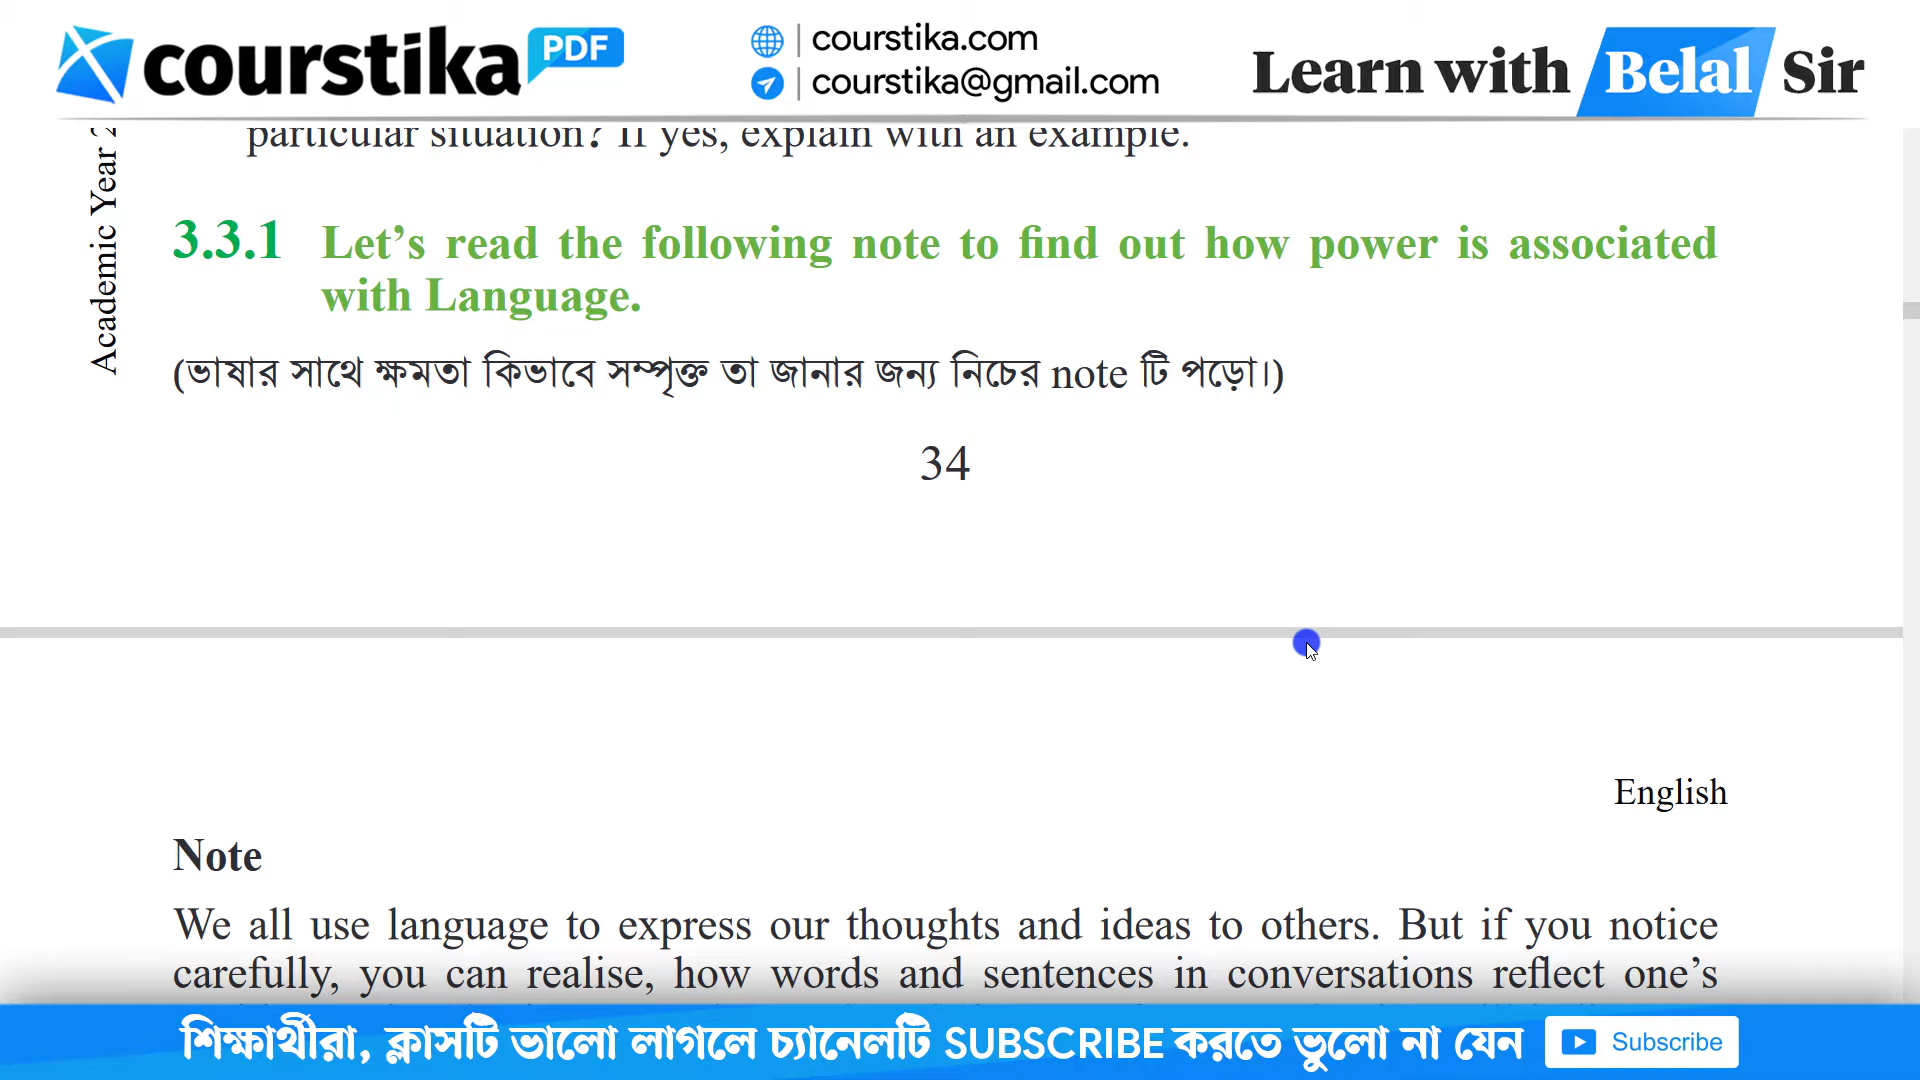 courstika PDF
courstika.com
courstika@gmail.com
Learn with Belal Sir
Academic Year
particular situation? If yes, explain with an example.
3.3.1 Let’s read the following note to find out how power is associated
with Language.
(ভাষার সাথে ক্ষমতা কিভাবে সম্পৃক্ত তা জানার জন্য নিচের note টি পড়ো।)
34
English
Note
We all use language to express our thoughts and ideas to others. But if you notice
carefully, you can realise, how words and sentences in conversations reflect one’s
শিক্ষার্থীরা, ক্লাসটি ভালো লাগলে চ্যানেলটি SUBSCRIBE করতে ভুলো না যেন
Subscribe